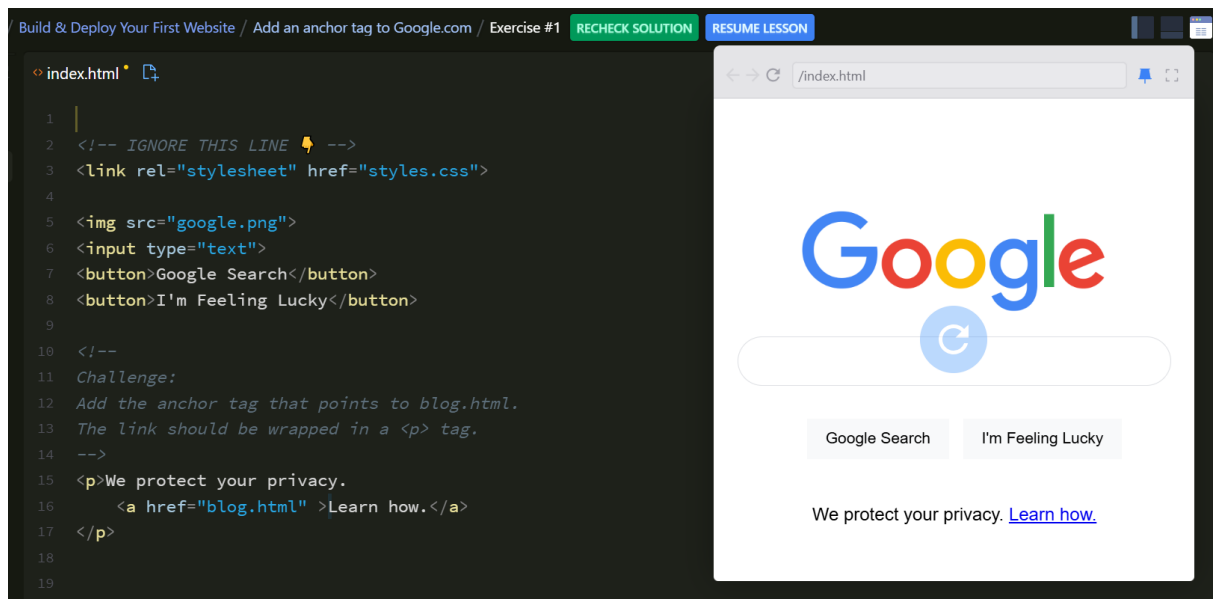 / Build & Deploy Your First Website / Add an anchor tag to Google.com / Exercise #1 RECHECK SOLUTION RESUME LESSON
<> index.html
/index.html
1
2 <!-- IGNORE THIS LINE 👇 -->
3 <link rel="stylesheet" href="styles.css">
4
5 <img src="google.png">
6 <input type="text">
7 <button>Google Search</button>
8 <button>I'm Feeling Lucky</button>
9
10 <!--
11 Challenge:
12 Add the anchor tag that points to blog.html.
13 The link should be wrapped in a <p> tag.
14 -->
15 <p>We protect your privacy.
16 <a href="blog.html" >Learn how.</a>
17 </p>
18
19
Google
Google Search I'm Feeling Lucky
We protect your privacy. Learn how.